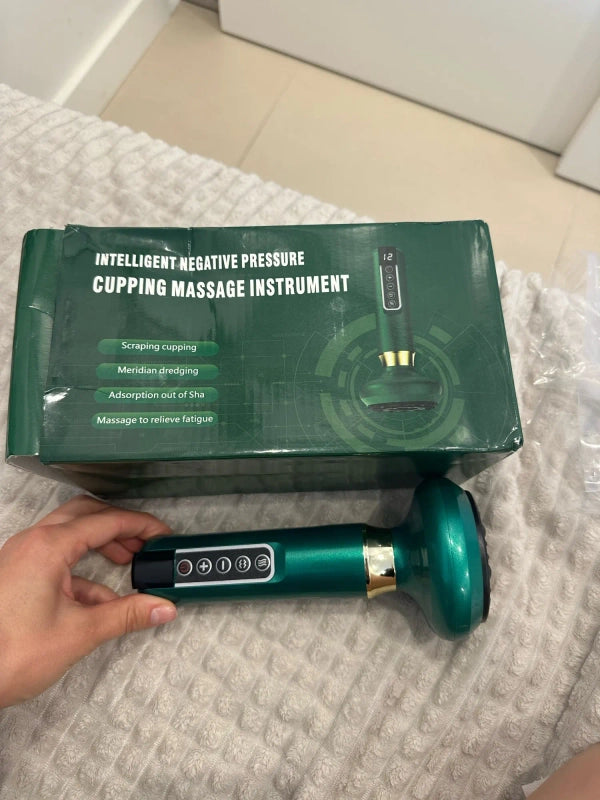 INTELLIGENT NEGATIVE PRESSURE
CUPPING MASSAGE INSTRUMENT
12
Scraping cupping
Meridian dredging
Adsorption out of Sha
Massage to relieve fatigue